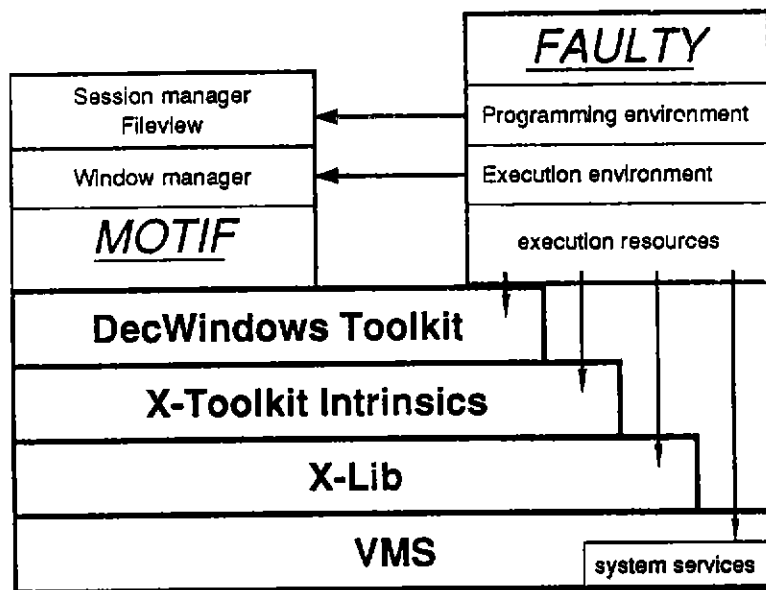 FAULTY
Session manager
Fileview
Programming environment
Window manager
Execution environment
MOTIF
execution resources
DecWindows Toolkit
X-Toolkit Intrinsics
X-Lib
VMS
system services